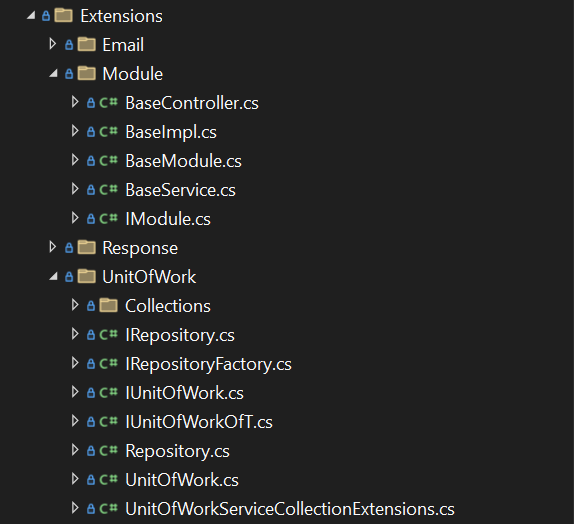 Extensions
Email
Module
C# BaseController.cs
C# BaseImpl.cs
C# BaseModule.cs
C# BaseService.cs
C# IModule.cs
Response
UnitOfWork
Collections
C# IRepository.cs
C# IRepositoryFactory.cs
C# IUnitOfWork.cs
C# IUnitOfWorkOfT.cs
C# Repository.cs
C# UnitOfWork.cs
C# UnitOfWorkServiceCollectionExtensions.cs